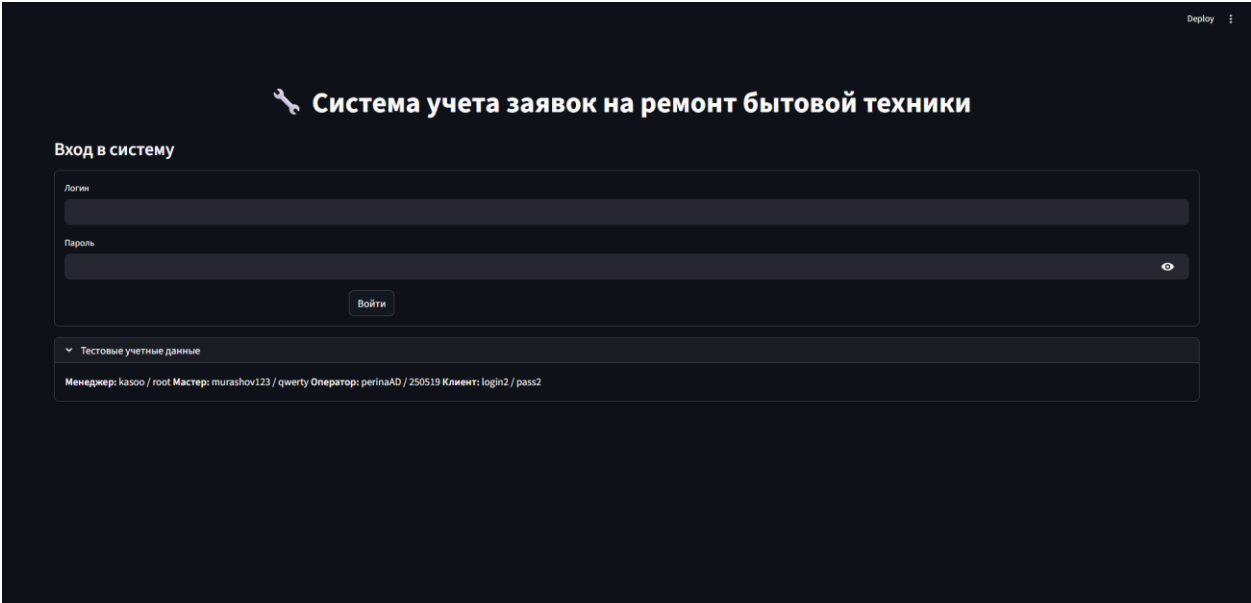 Deploy
Система учета заявок на ремонт бытовой техники
Вход в систему
Логин
Пароль
Войти
Тестовые учетные данные
Менеджер: kasoo / root Мастер: murashov123 / qwerty Оператор: perinaAD / 250519 Клиент: login2 / pass2